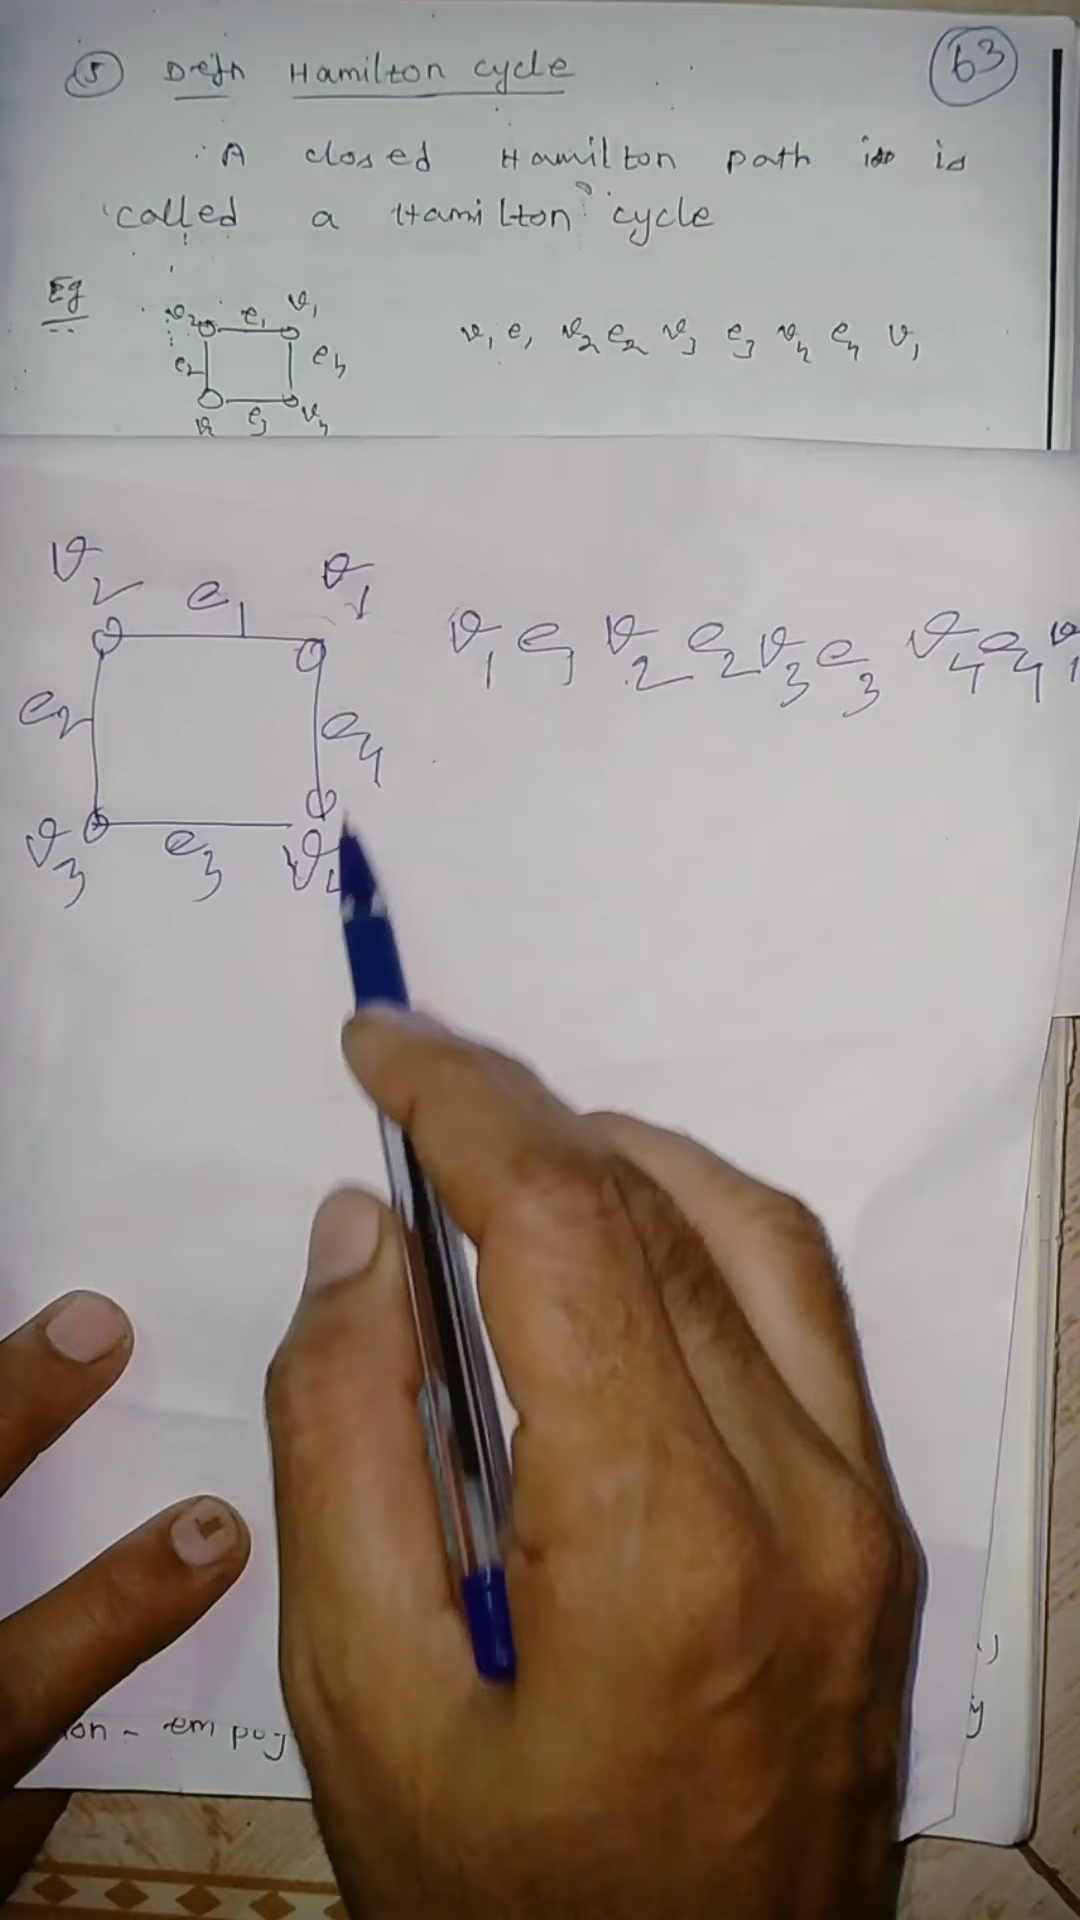 5 Defn Hamilton cycle 63
A closed Hamilton path is
called a Hamilton cycle
Eg
v2 e1 v1
e2 e4
e3 v4
v1 e1 v2 e2 v3 e3 v4 e4 v1
v2 e1 v1
e2 e4
v3 e3 v4
v1 e1 v2 e2 v3 e3 v4 e4 v1